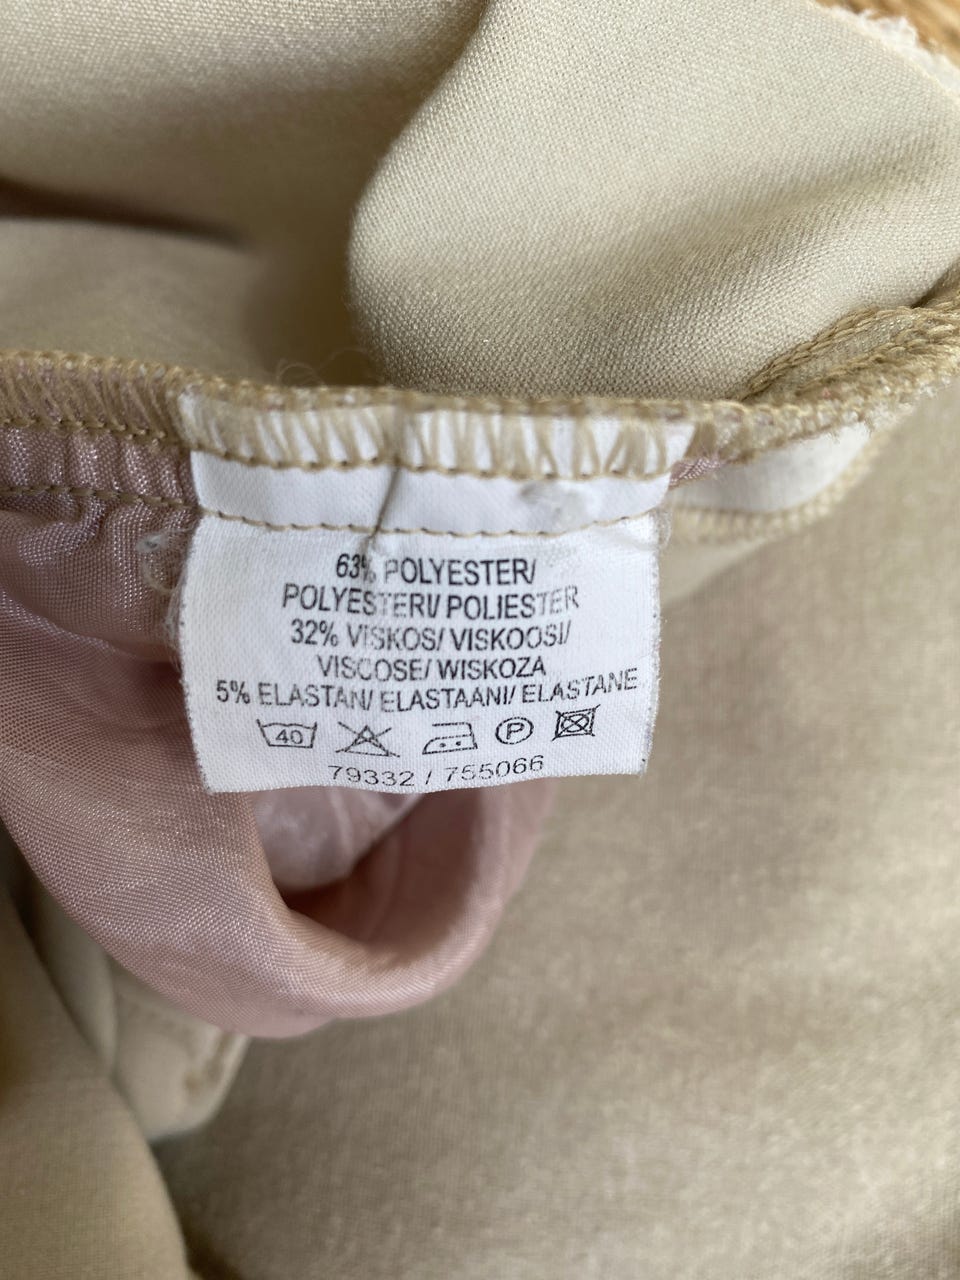 63% POLYESTER/
POLYESTERI/ POLIESTER
32% VISKOS/ VISKOOSI/
VISCOSE/ WISKOZA
5% ELASTAN/ ELASTAANI/ ELASTANE
40 P
79332 / 755066